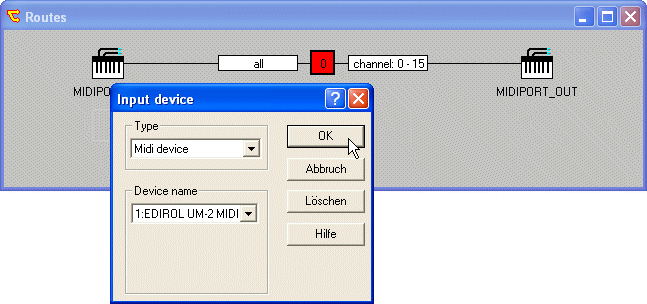 Routes
all
0
channel: 0 - 15
MIDIPO
MIDIPORT_OUT
Input device
Type
Midi device
Device name
1:EDIROL UM-2 MIDI
OK
Abbruch
Löschen
Hilfe